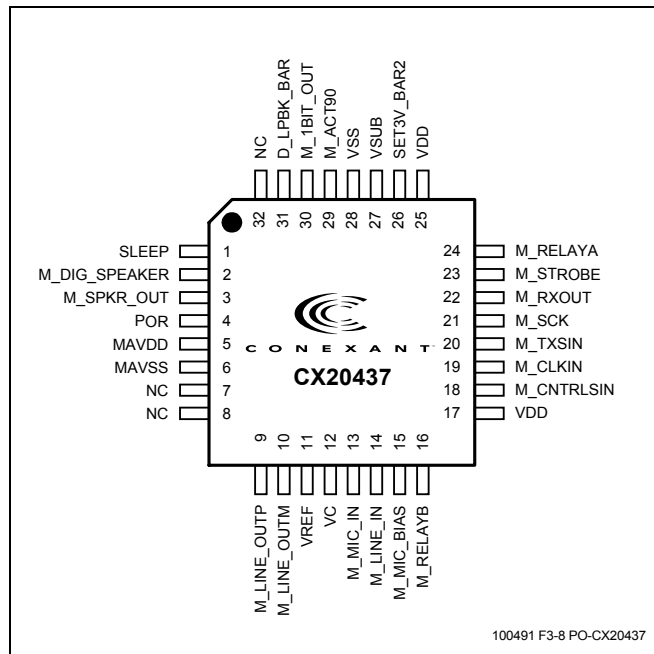 NC
D_LPBK_BAR
M_1BIT_OUT
M_ACT90
VSS
VSUB
SET3V_BAR2
VDD
32
31
30
29
28
27
26
25
SLEEP 1
M_DIG_SPEAKER 2
M_SPKR_OUT 3
POR 4
MAVDD 5
MAVSS 6
NC 7
NC 8
24 M_RELAYA
23 M_STROBE
22 M_RXOUT
21 M_SCK
20 M_TXSIN
19 M_CLKIN
18 M_CNTRLSIN
17 VDD
CONEXANT
CX20437
9
10
11
12
13
14
15
16
M_LINE_OUTP
M_LINE_OUTM
VREF
VC
M_MIC_IN
M_LINE_IN
M_MIC_BIAS
M_RELAYB
100491 F3-8 PO-CX20437